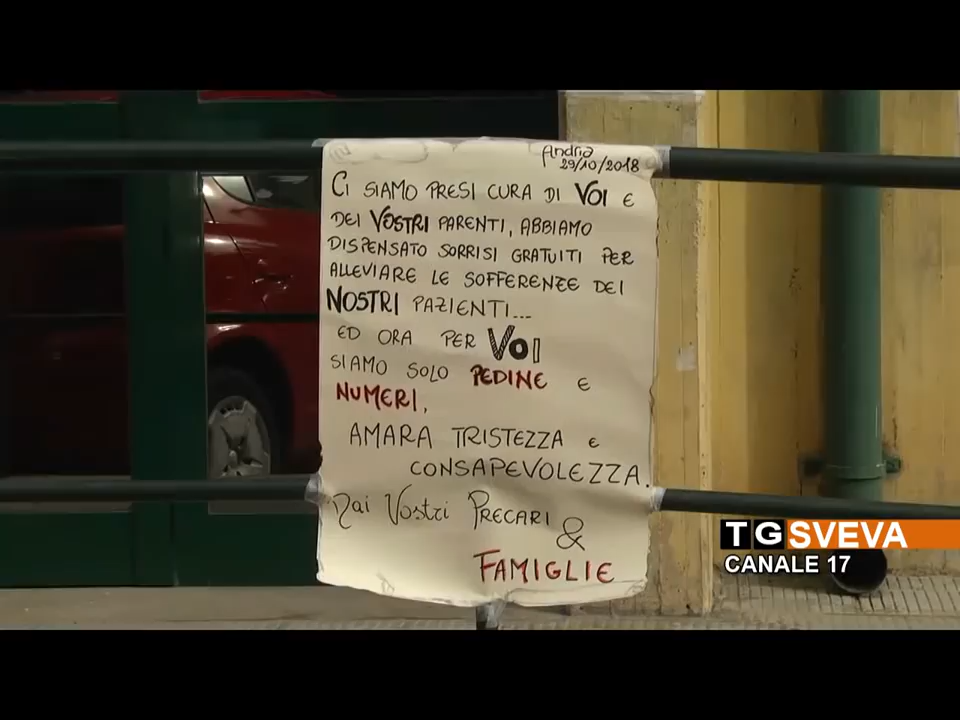 Andria
29/10/2018
CI SIAMO PRESI CURA DI VOI E
DEI VOSTRI PARENTI, ABBIAMO
DISPENSATO SORRISI GRATUITI PER
ALLEVIARE LE SOFFERENZE DEI
NOSTRI PAZIENTI...
ED ORA PER VOI
SIAMO SOLO PEDINE E
NUMERI,
AMARA TRISTEZZA E
CONSAPEVOLEZZA.
Dai Vostri PRECARI
&
FAMIGLIE
TGSVEVA
CANALE 17